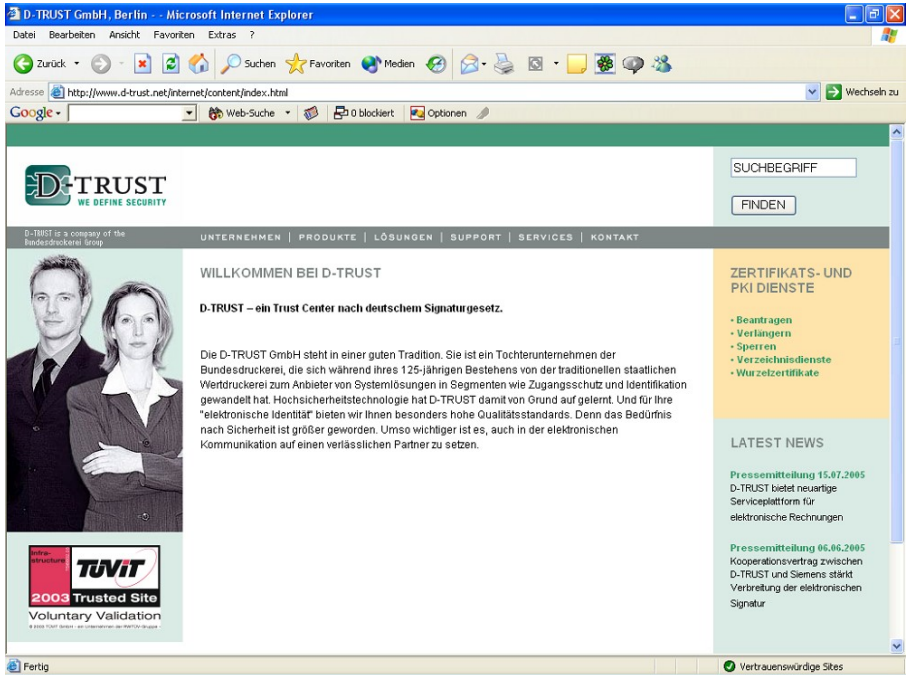 D-TRUST GmbH, Berlin - - Microsoft Internet Explorer
Datei Bearbeiten Ansicht Favoriten Extras ?
Zurück Suchen Favoriten Medien
Adresse http://www.d-trust.net/internet/content/index.html Wechseln zu
Google Web-Suche 0 blockiert Optionen
D-TRUST
WE DEFINE SECURITY
SUCHBEGRIFF
FINDEN
D-TRUST is a company of the
Bundesdruckerei Group
UNTERNEHMEN | PRODUKTE | LÖSUNGEN | SUPPORT | SERVICES | KONTAKT
WILLKOMMEN BEI D-TRUST
D-TRUST – ein Trust Center nach deutschem Signaturgesetz.
Die D-TRUST GmbH steht in einer guten Tradition. Sie ist ein Tochterunternehmen der
Bundesdruckerei, die sich während ihres 125-jährigen Bestehens von der traditionellen staatlichen
Wertdruckerei zum Anbieter von Systemlösungen in Segmenten wie Zugangsschutz und Identifikation
gewandelt hat. Hochsicherheitstechnologie hat D-TRUST damit von Grund auf gelernt. Und für Ihre
"elektronische Identität" bieten wir Ihnen besonders hohe Qualitätsstandards. Denn das Bedürfnis
nach Sicherheit ist größer geworden. Umso wichtiger ist es, auch in der elektronischen
Kommunikation auf einen verlässlichen Partner zu setzen.
ZERTIFIKATS- UND
PKI DIENSTE
• Beantragen
• Verlängern
• Sperren
• Verzeichnisdienste
• Wurzelzertifikate
LATEST NEWS
Pressemitteilung 15.07.2005
D-TRUST bietet neuartige
Serviceplattform für
elektronische Rechnungen
Pressemitteilung 06.06.2005
Kooperationsvertrag zwischen
D-TRUST und Siemens stärkt
Verbreitung der elektronischen
Signatur
infra-
structure
TÜViT
2003 Trusted Site
Voluntary Validation
Fertig
Vertrauenswürdige Sites